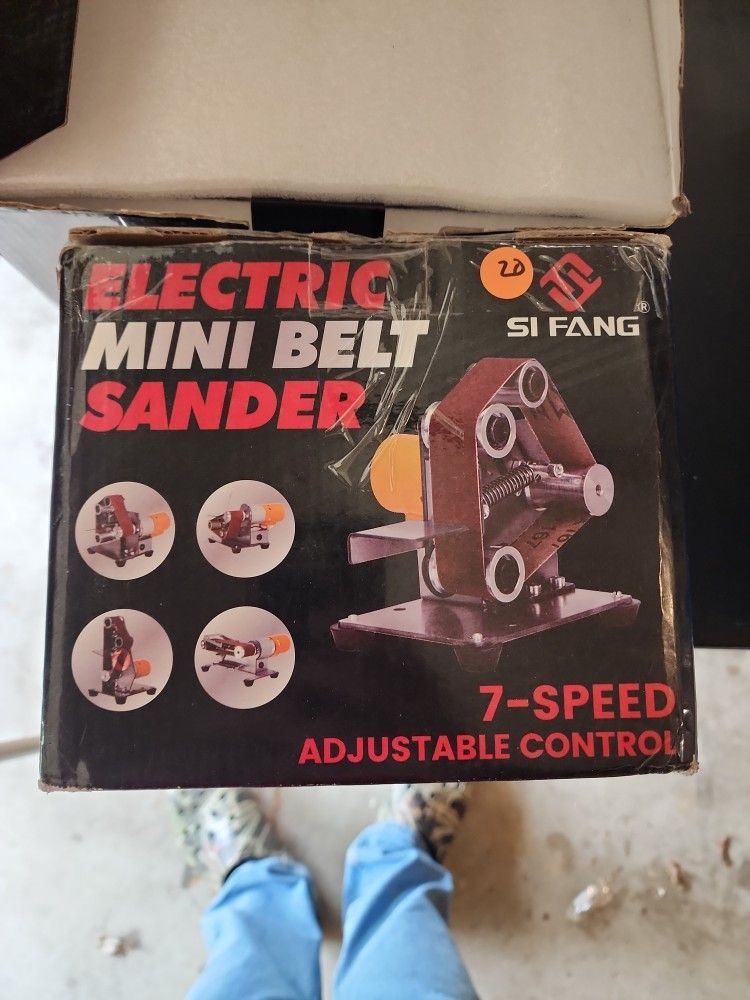 ELECTRIC
MINI BELT
SANDER
20
SI FANG®
7-SPEED
ADJUSTABLE CONTROL